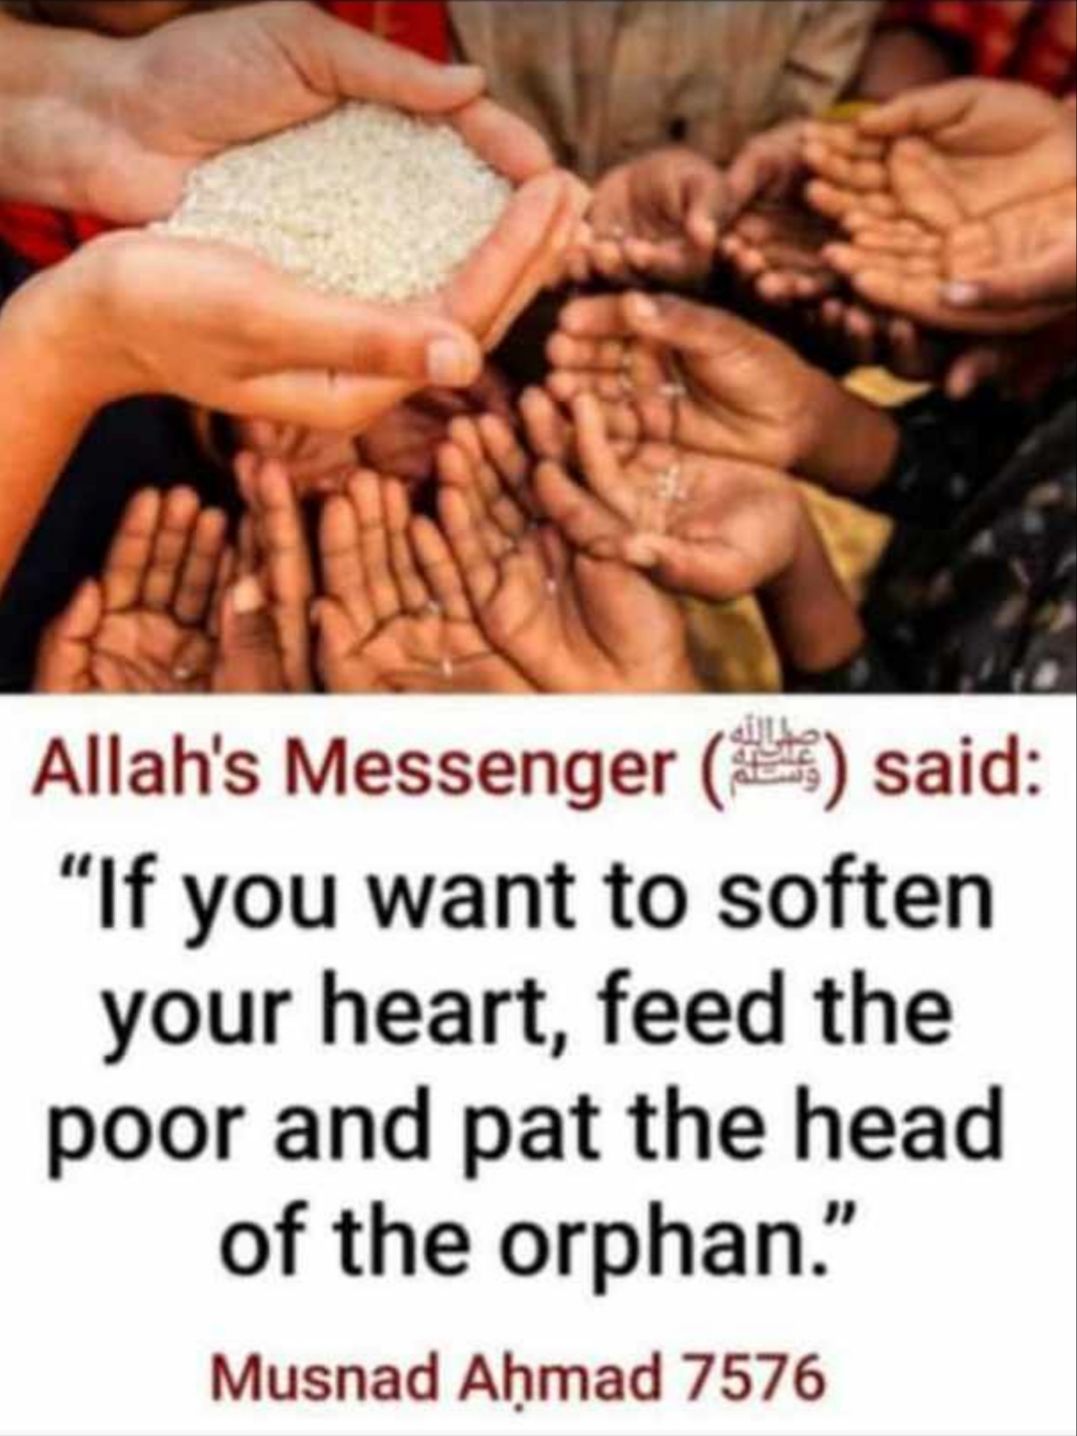 Allah's Messenger (ﷺ) said:
“If you want to soften
your heart, feed the
poor and pat the head
of the orphan.”
Musnad Aḥmad 7576